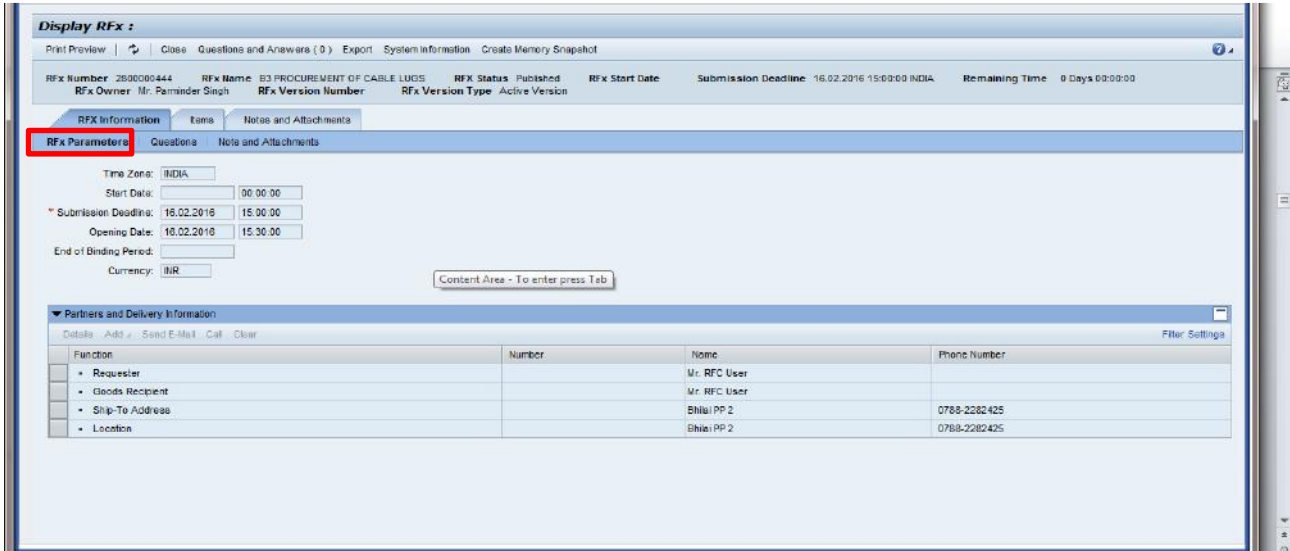 Display RFx :
Print Preview Close Questions and Answers ( 0 ) Export System Information Create Memory Snapshot
RFx Number 2800000444 RFx Name B3 PROCUREMENT OF CABLE LUGS RFx Status Published RFx Start Date Submission Deadline 16.02.2016 15:00:00 INDIA Remaining Time 0 Days 00:00:00
RFx Owner Mr. Parminder Singh RFx Version Number RFx Version Type Active Version
RFX Information Items Notes and Attachments
RFx Parameters Questions Note and Attachments
Time Zone: INDIA
Start Date: 00:00:00
* Submission Deadline: 16.02.2016 15:00:00
Opening Date: 16.02.2016 15:30:00
End of Binding Period:
Currency: INR
Content Area - To enter press Tab
Partners and Delivery Information
Details Add Send E-Mail Call Clear Filter Settings
Function Number Name Phone Number
Requester Mr. RFC User
Goods Recipient Mr. RFC User
Ship-To Address Bhilai PP 2 0788-2282425
Location Bhilai PP 2 0788-2282425